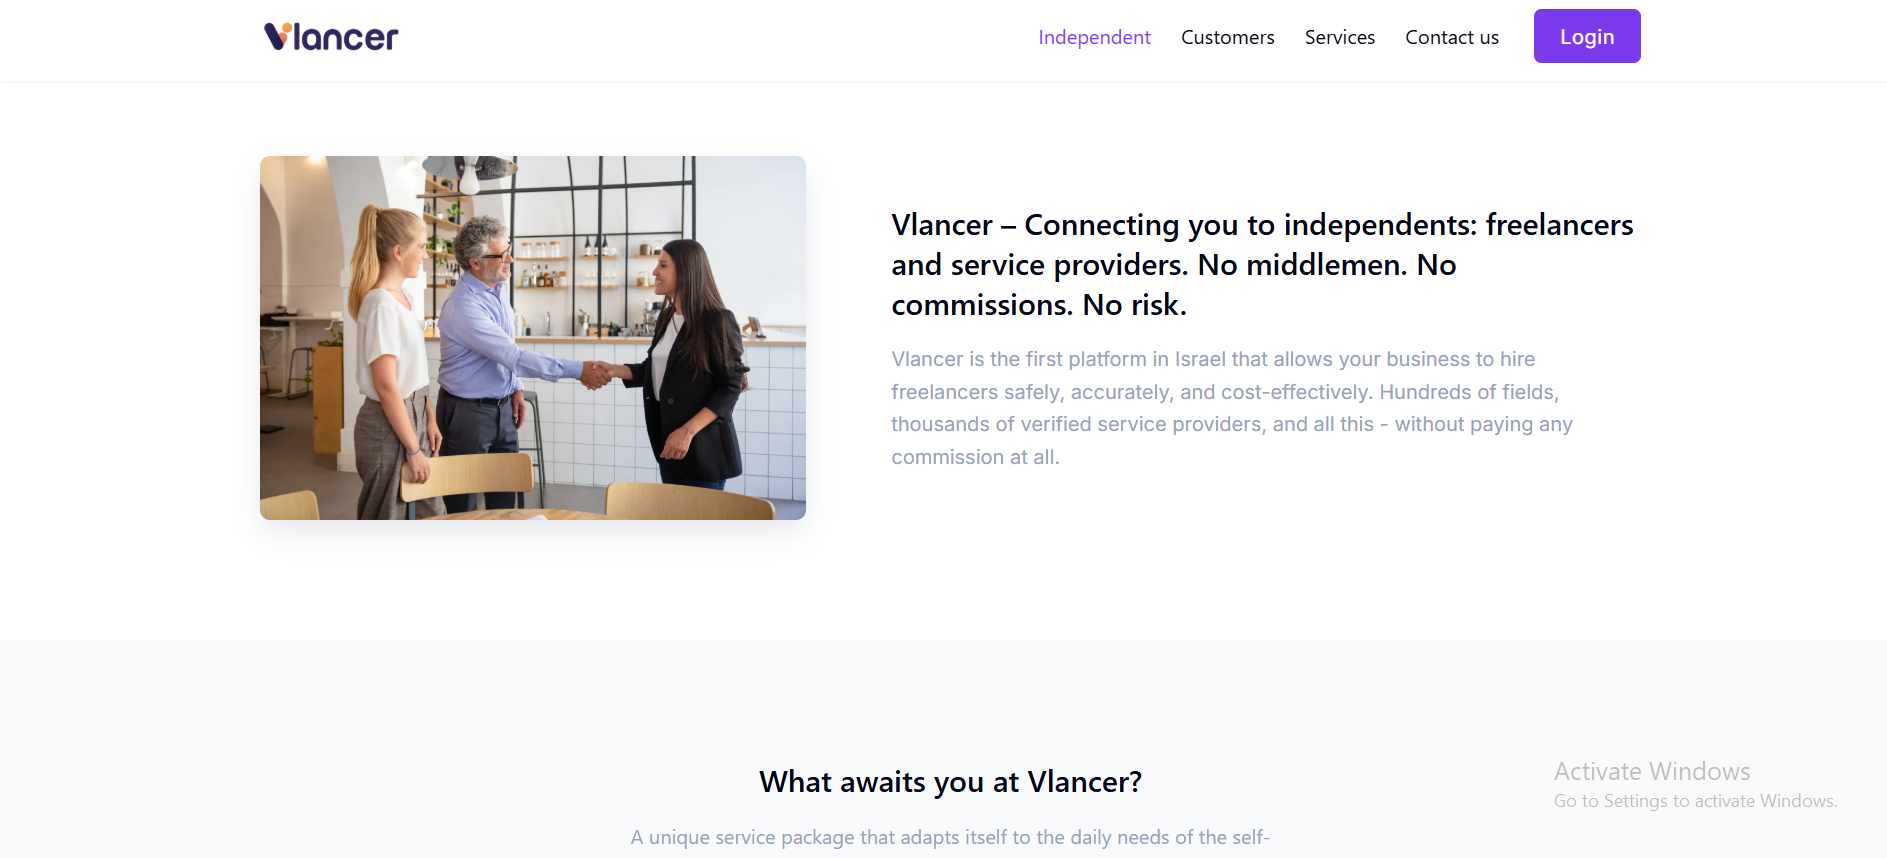 Vlancer
Independent
Customers
Services
Contact us
Login
Vlancer – Connecting you to independents: freelancers
and service providers. No middlemen. No
commissions. No risk.
Vlancer is the first platform in Israel that allows your business to hire
freelancers safely, accurately, and cost-effectively. Hundreds of fields,
thousands of verified service providers, and all this - without paying any
commission at all.
What awaits you at Vlancer?
A unique service package that adapts itself to the daily needs of the self-
Activate Windows
Go to Settings to activate Windows.